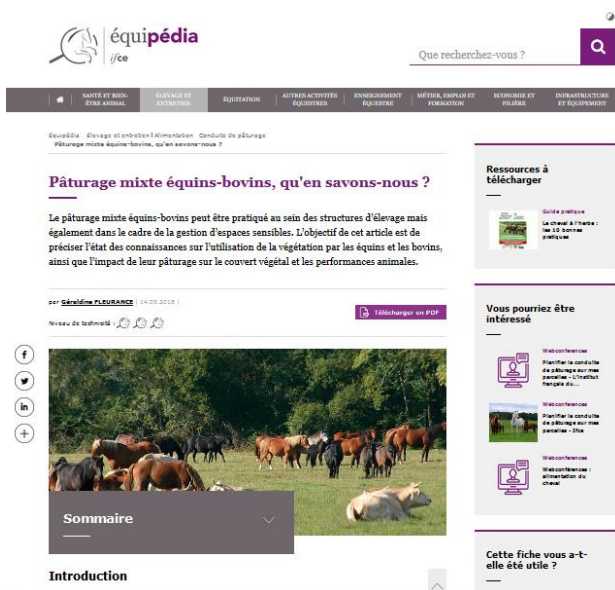 équipédia
ifce
Que recherchez-vous ?
SANTÉ ET BIEN-
ÊTRE ANIMAL
ÉLEVAGE ET
ENTRETIEN
ÉQUITATION
AUTRES ACTIVITÉS
ÉQUESTRES
ENSEIGNEMENT
ÉQUESTRE
MÉTIER, EMPLOI ET
FORMATION
ECONOMIE ET
FILIÈRE
INFRASTRUCTURE
ET ÉQUIPEMENT
équipédia Élevage et entretien | Alimentation Conduite de pâturage
Pâturage mixte équins-bovins, qu'en savons-nous ?
Pâturage mixte équins-bovins, qu'en savons-nous ?
Le pâturage mixte équins-bovins peut être pratiqué au sein des structures d'élevage mais
également dans le cadre de la gestion d'espaces sensibles. L'objectif de cet article est de
préciser l'état des connaissances sur l'utilisation de la végétation par les équins et les bovins,
ainsi que l'impact de leur pâturage sur le couvert végétal et les performances animales.
par Géraldine FLEURANCE | 14.05.2018 |
Niveau de technicité :
Télécharger en PDF
Sommaire
Introduction
Ressources à
télécharger
Guide pratique
Le cheval à l'herbe :
les 10 bonnes
pratiques
Vous pourriez être
intéressé
Webconférences
Planifier la conduite
de pâturage sur mes
parcelles - L'institut
français du...
Webconférences
Planifier la conduite
de pâturage sur mes
parcelles - Ifce
Webconférences
Webconférences :
alimentation du
cheval
Cette fiche vous a-t-
elle été utile ?